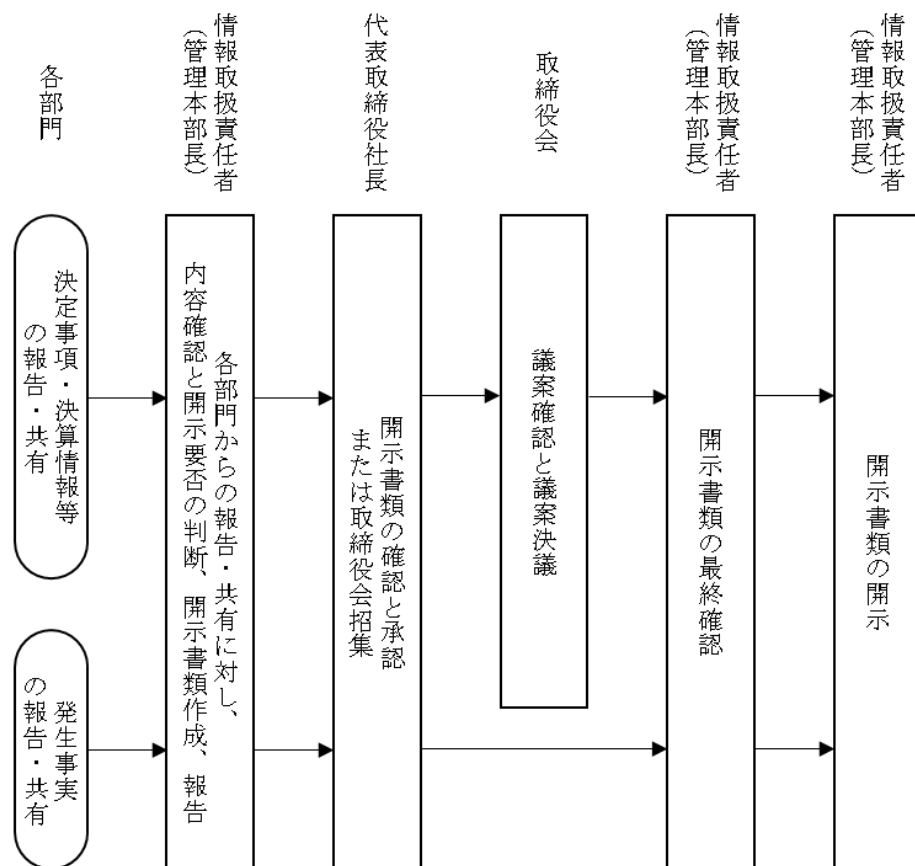 各部門
情報取扱責任者
（管理本部長）
代表取締役社長
取締役会
情報取扱責任者
（管理本部長）
情報取扱責任者
（管理本部長）
決定事項・決算情報等
の報告・共有
発生事実
の報告・共有
各部門からの報告・共有に対し、
内容確認と開示要否の判断、開示書類作成、報告
開示書類の確認と承認
または取締役会招集
議案確認と議案決議
開示書類の最終確認
開示書類の開示